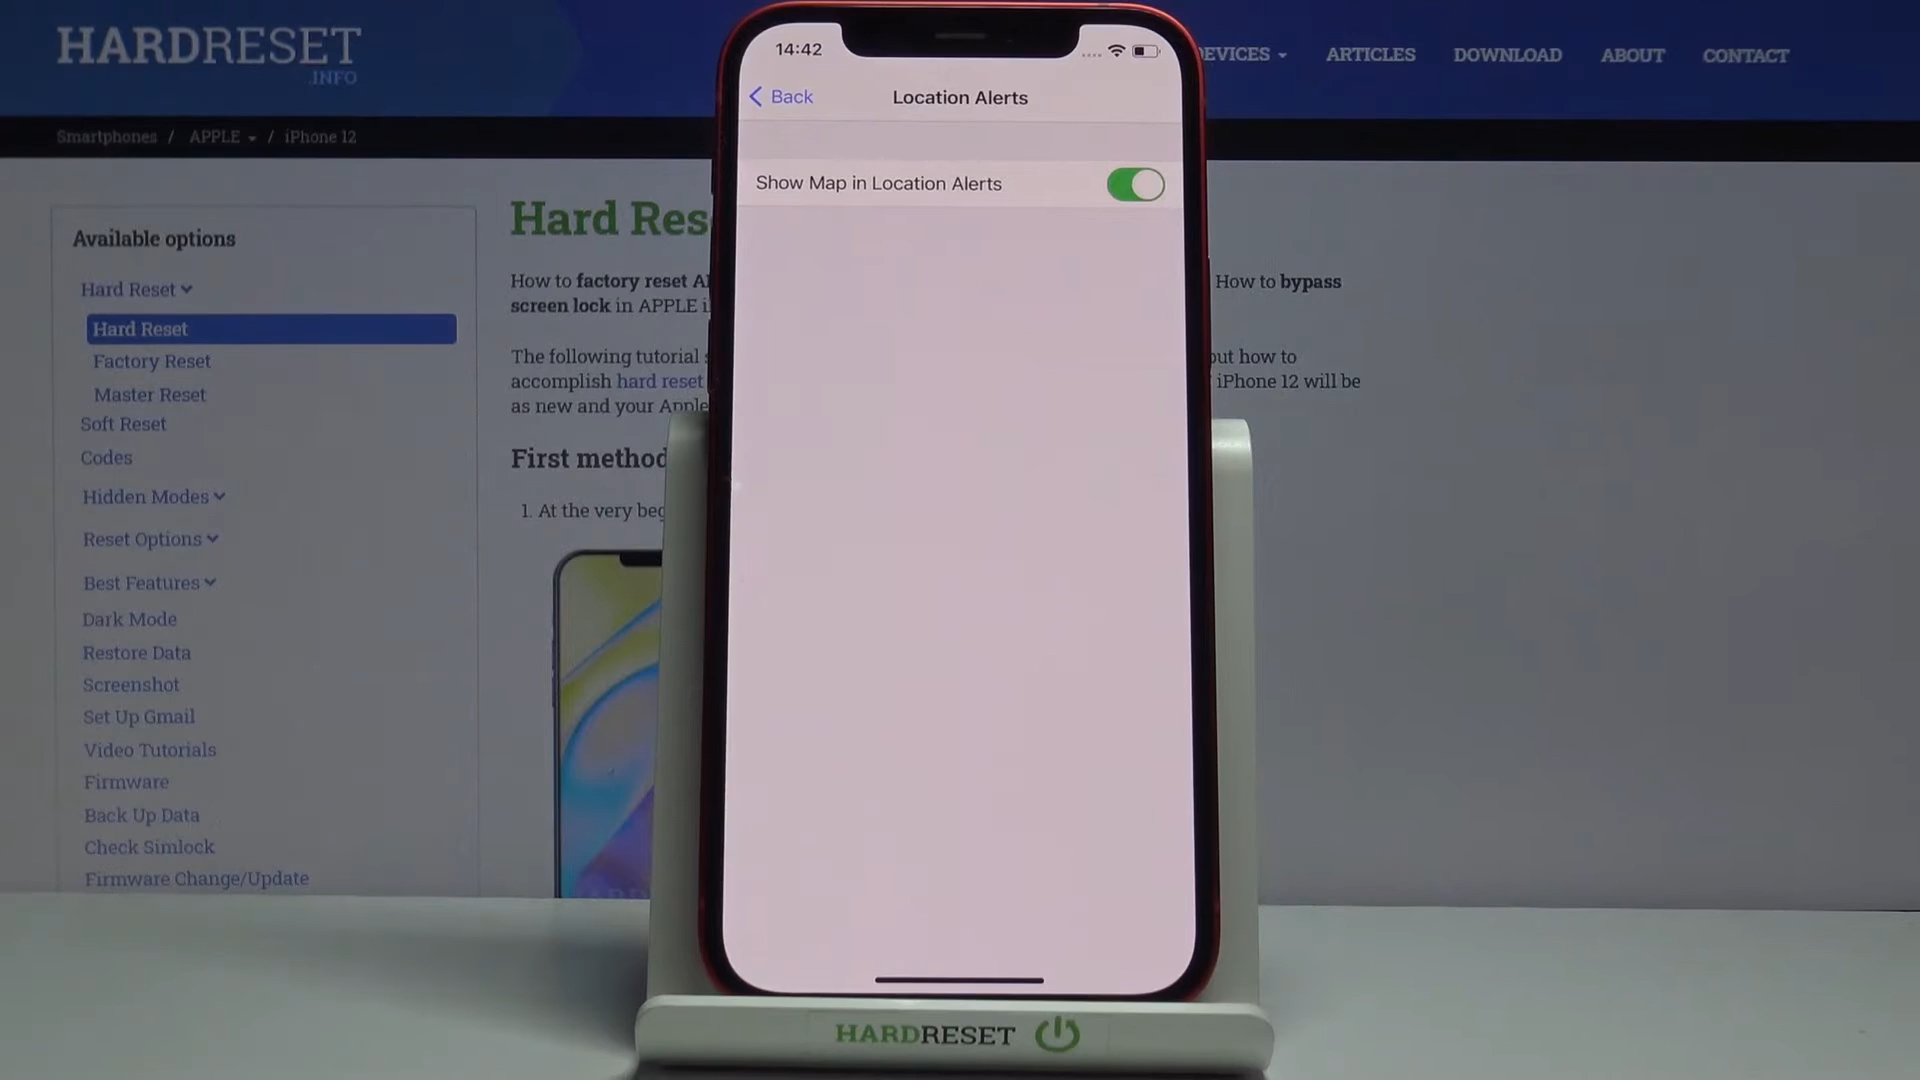 HARDRESET
.INFO
DEVICES
ARTICLES
DOWNLOAD
ABOUT
CONTACT
Smartphones / APPLE / iPhone 12
14:42
Back
Location Alerts
Show Map in Location Alerts
Available options
Hard Reset
Hard Reset
Factory Reset
Master Reset
Soft Reset
Codes
Hidden Modes
Reset Options
Best Features
Dark Mode
Restore Data
Screenshot
Set Up Gmail
Video Tutorials
Firmware
Back Up Data
Check Simlock
Firmware Change/Update
Hard Res
How to factory reset A How to bypass
screen lock in APPLE i
The following tutorial out how to
accomplish hard reset iPhone 12 will be
as new and your Apple
First method
1. At the very beg
HARDRESET